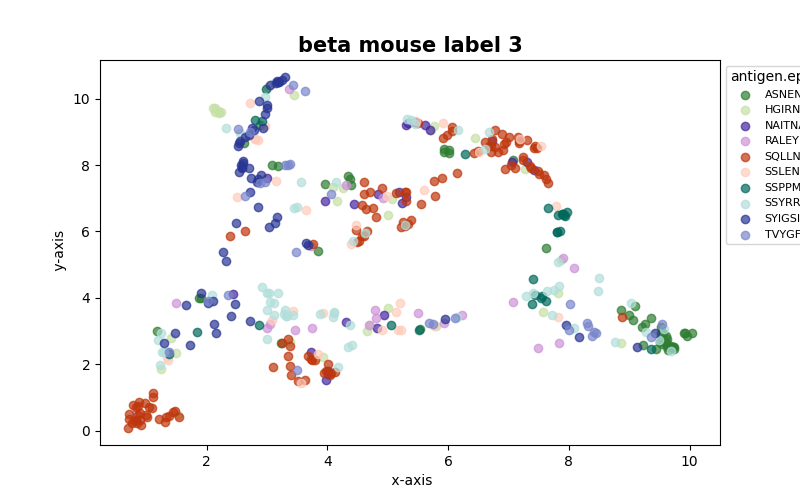 beta mouse label 3
antigen.ep
ASNEN
HGIRN
NAITN
RALEY
SQLLN
SSLEN
SSPPM
SSYRR
SYIGSI
TVYGF
10
8
6
4
2
0
y-axis
2 4 6 8 10
x-axis